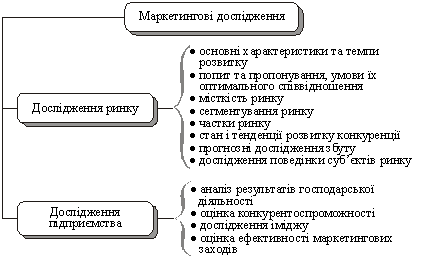 Маркетингові дослідження
Дослідження ринку
● основні характеристики та темпи
розвитку
● попит та пропонування, умови їх
оптимального співвідношення
● місткість ринку
● сегментування ринку
● частки ринку
● стан і тенденції розвитку конкуренції
● прогнозні дослідження збуту
● дослідження поведінки суб´єктів ринку
Дослідження
підприємства
● аналіз результатів господарської
діяльності
● оцінка конкурентоспроможності
● дослідження іміджу
● оцінка ефективності маркетингових
заходів